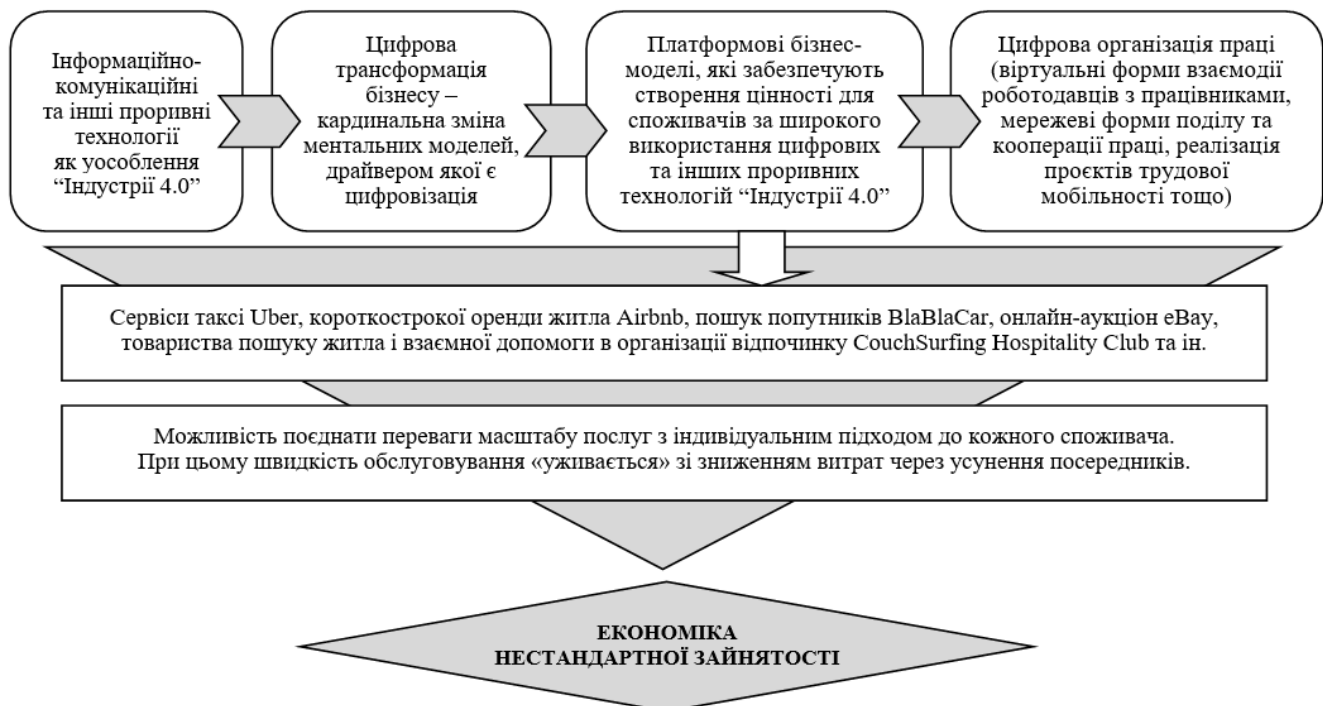 Інформаційно-
комунікаційні
та інші проривні
технології
як уособлення
“Індустрії 4.0”
Цифрова
трансформація
бізнесу –
кардинальна зміна
ментальних моделей,
драйвером якої є
цифровізація
Платформові бізнес-
моделі, які забезпечують
створення цінності для
споживачів за широкого
використання цифрових
та інших проривних
технологій “Індустрії 4.0”
Цифрова організація праці
(віртуальні форми взаємодії
роботодавців з працівниками,
мережеві форми поділу та
кооперації праці, реалізація
проєктів трудової
мобільності тощо)
Сервіси таксі Uber, короткострокої оренди житла Airbnb, пошук попутників BlaBlaCar, онлайн-аукціон eBay,
товариства пошуку житла і взаємної допомоги в організації відпочинку CouchSurfing Hospitality Club та ін.
Можливість поєднати переваги масштабу послуг з індивідуальним підходом до кожного споживача.
При цьому швидкість обслуговування «уживається» зі зниженням витрат через усунення посередників.
ЕКОНОМІКА
НЕСТАНДАРТНОЇ ЗАЙНЯТОСТІ